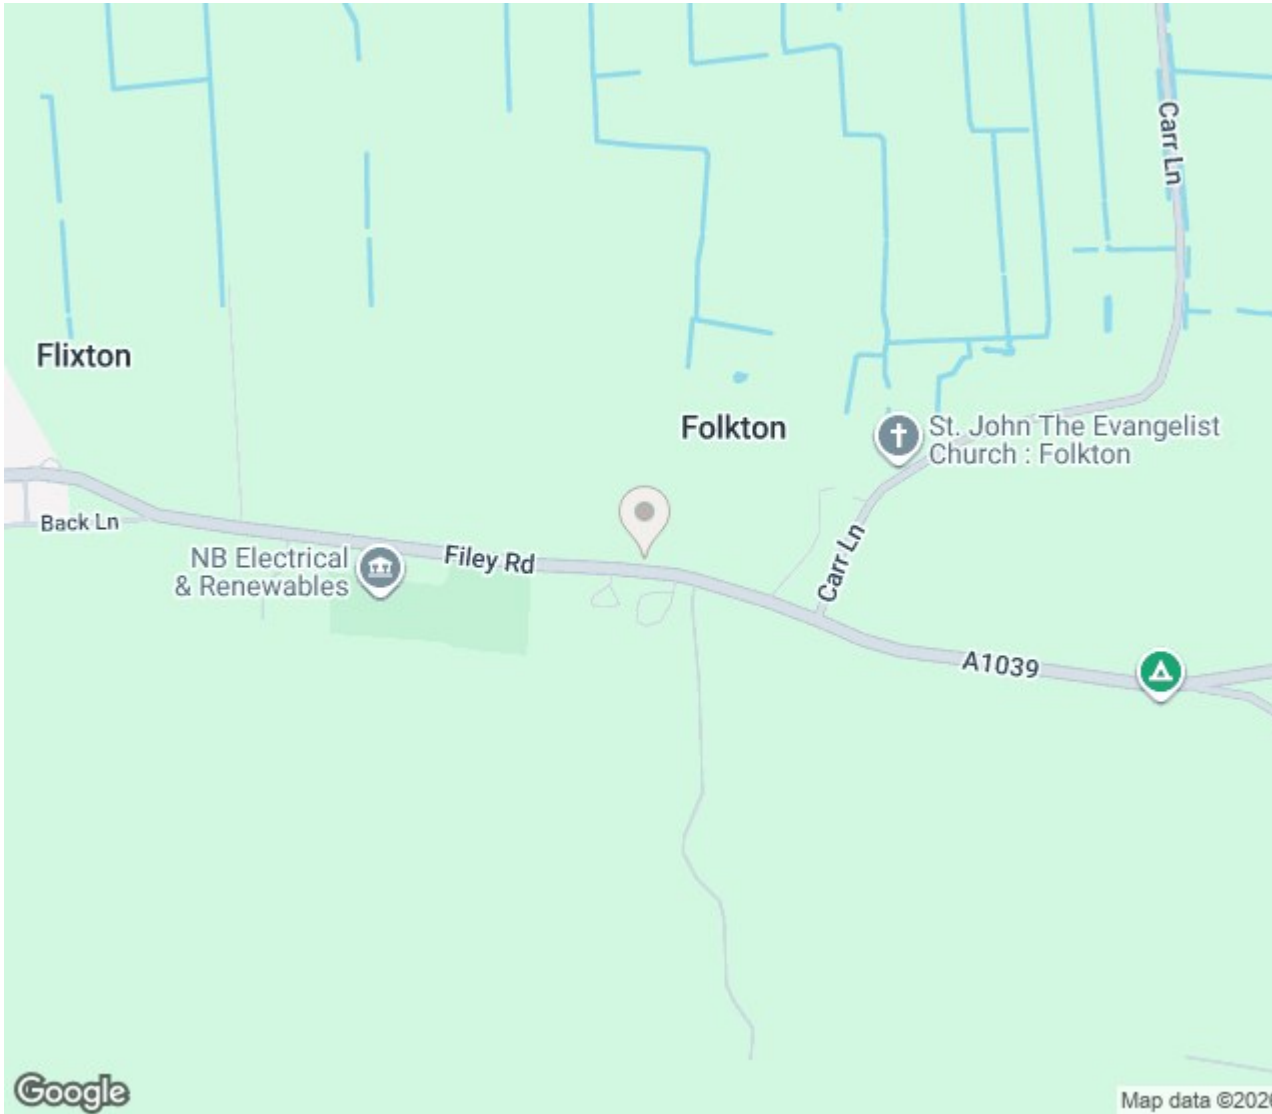 Carr Ln
Flixton
Folkton
St. John The Evangelist
Church : Folkton
Back Ln
NB Electrical
& Renewables
Filey Rd
Carr Ln
A1039
Google
Map data ©2026